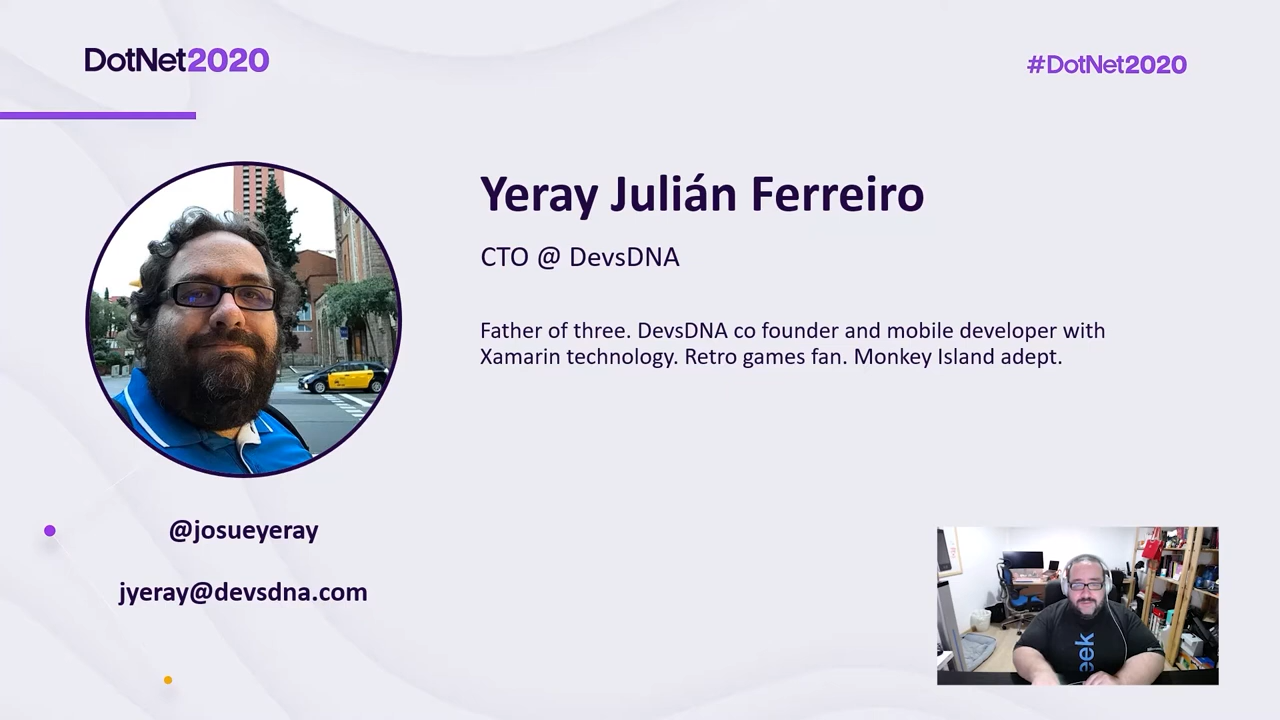 DotNet2020
#DotNet2020
Yeray Julián Ferreiro
CTO @ DevsDNA
Father of three. DevsDNA co founder and mobile developer with
Xamarin technology. Retro games fan. Monkey Island adept.
@josueyeray
jyeray@devsdna.com
eek